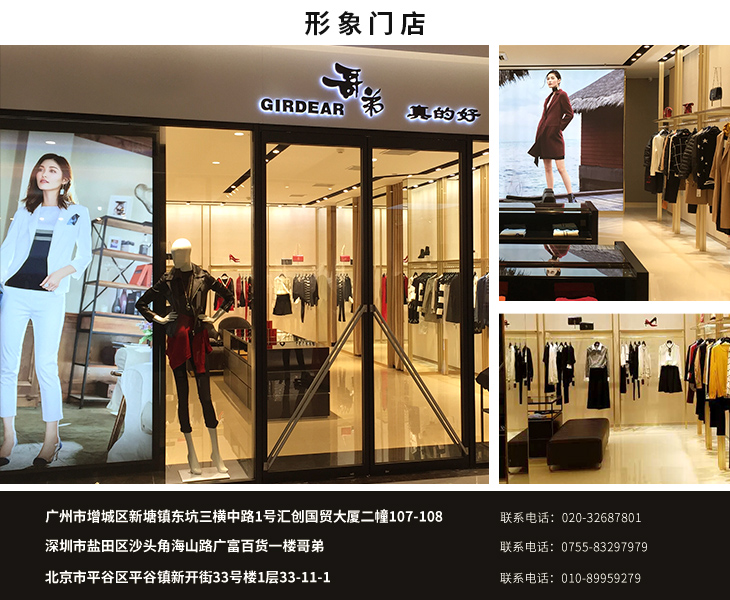 形象门店
哥弟
GIRDEAR
真的好
广州市增城区新塘镇东坑三横中路1号汇创国贸大厦二幢107-108
联系电话：020-32687801
深圳市盐田区沙头角海山路广富百货一楼哥弟
联系电话：0755-83297979
北京市平谷区平谷镇新开街33号楼1层33-11-1
联系电话：010-89959279